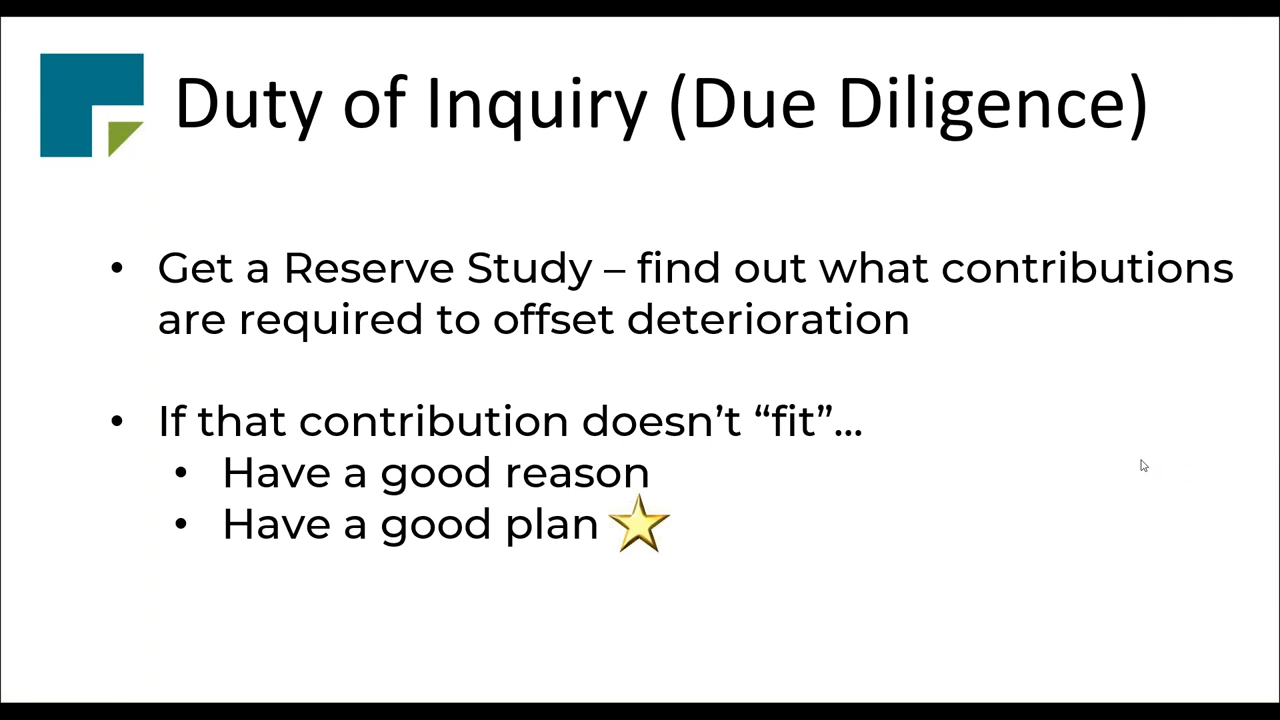 Duty of Inquiry (Due Diligence)
• Get a Reserve Study – find out what contributions
are required to offset deterioration
• If that contribution doesn’t “fit”...
• Have a good reason
• Have a good plan